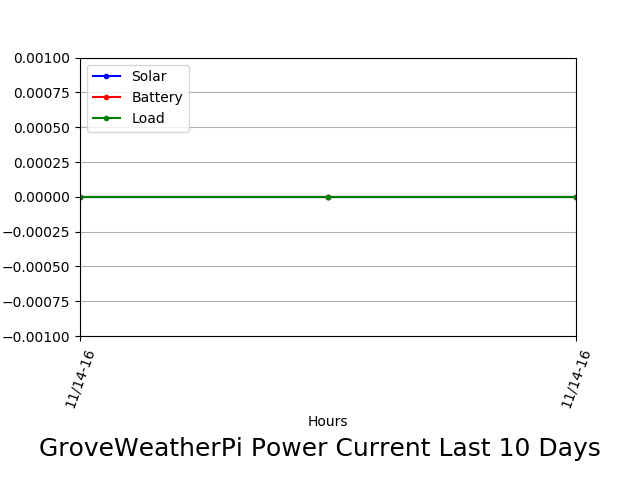 0.00100
0.00075
0.00050
0.00025
0.00000
−0.00025
−0.00050
−0.00075
−0.00100
Solar
Battery
Load
11/14-16
11/14-16
Hours
GroveWeatherPi Power Current Last 10 Days